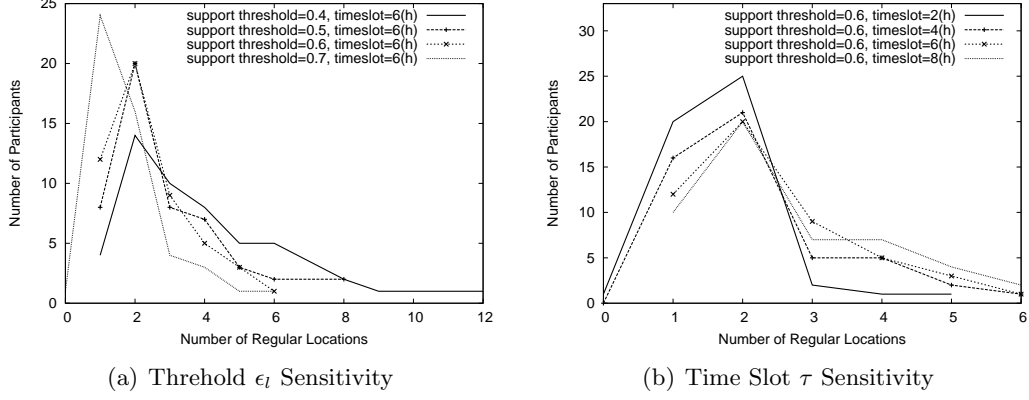 support threshold=0.4, timeslot=6(h)
support threshold=0.5, timeslot=6(h)
support threshold=0.6, timeslot=6(h)
support threshold=0.7, timeslot=6(h)
25
20
15
10
5
0
Number of Participants
0 2 4 6 8 10 12
Number of Regular Locations
(a) Threhold ϵl Sensitivity
support threshold=0.6, timeslot=2(h)
support threshold=0.6, timeslot=4(h)
support threshold=0.6, timeslot=6(h)
support threshold=0.6, timeslot=8(h)
30
25
20
15
10
5
0
Number of Participants
0 1 2 3 4 5 6
Number of Regular Locations
(b) Time Slot τ Sensitivity